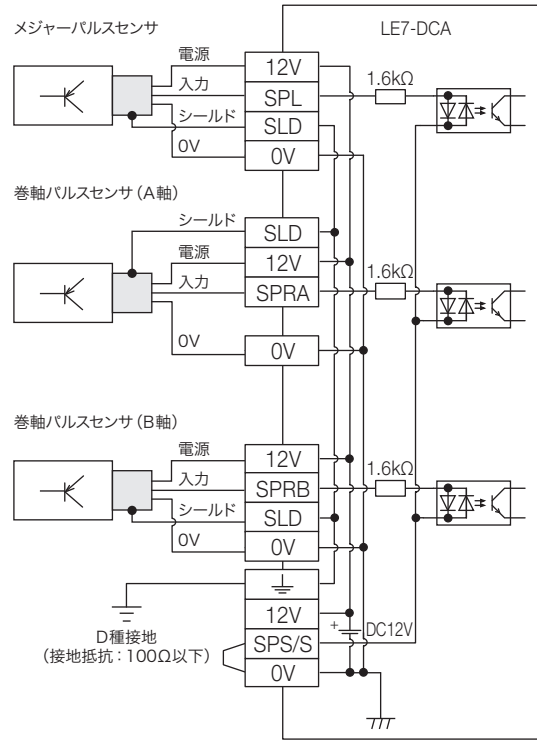 メジャーパルスセンサ
LE7-DCA
電源
12V
入力
SPL
1.6kΩ
シールド
SLD
0V
0V
巻軸パルスセンサ(A軸)
シールド
SLD
電源
12V
入力
SPRA
1.6kΩ
0V
0V
巻軸パルスセンサ(B軸)
電源
12V
入力
SPRB
1.6kΩ
シールド
SLD
0V
0V
12V
+
DC12V
D種接地
SPS/S
(接地抵抗:100Ω以下)
0V